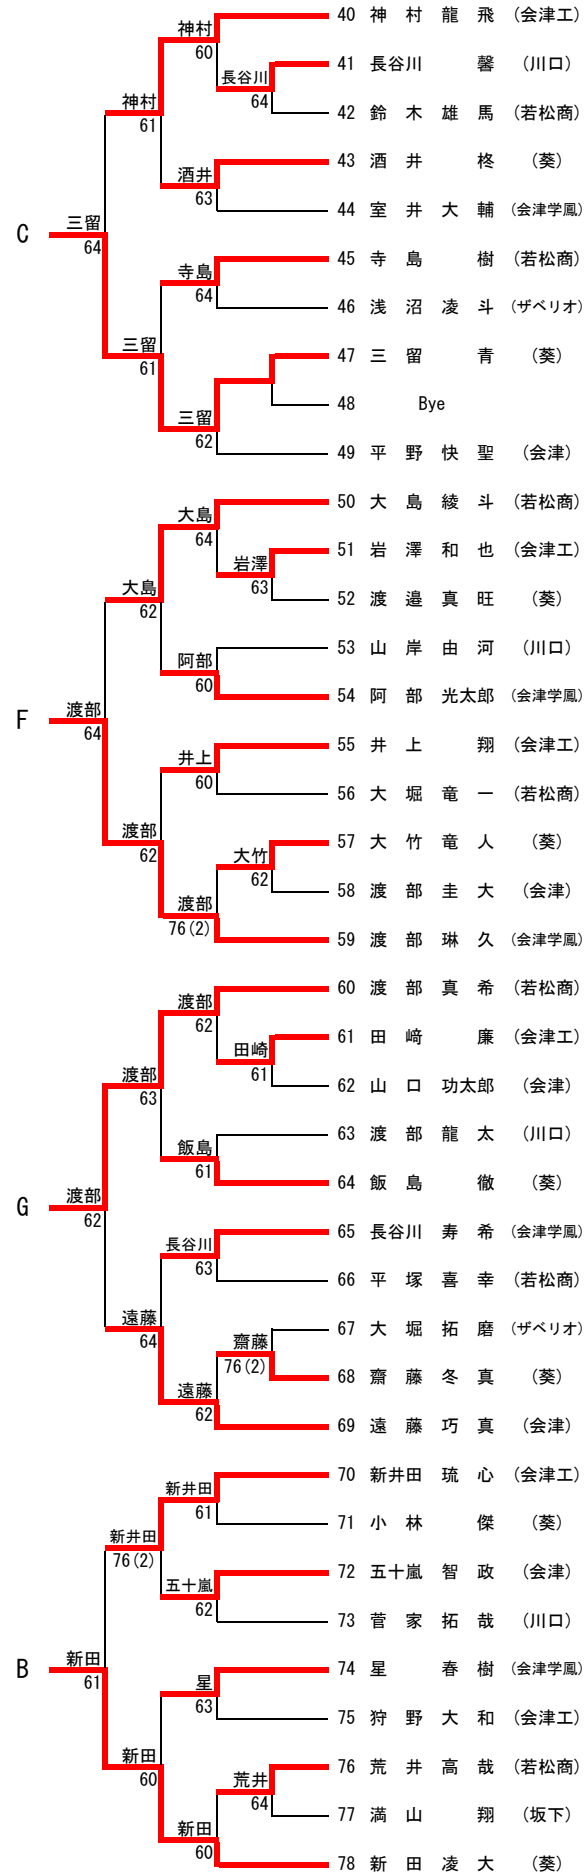 神村 40 神村龍飛 (会津工)
60
長谷川 41 長谷川馨 (川口)
神村 64
61 42 鈴木雄馬 (若松商)
酒井 43 酒井柊 (葵)
63
三留 44 室井大輔 (会津学鳳)
C 64
寺島 45 寺島樹 (若松商)
64
46 浅沼凌斗 (ザベリオ)
三留 47 三留青 (葵)
61
48 Bye
三留
62 49 平野快聖 (会津)
大島 50 大島綾斗 (若松商)
64
岩澤 51 岩澤和也 (会津工)
大島 63
62 52 渡邉真旺 (葵)
53 山岸由河 (川口)
阿部
60 54 阿部光太郎 (会津学鳳)
F 渡部
64
井上 55 井上翔 (会津工)
60
56 大堀竜一 (若松商)
渡部 57 大竹竜人 (葵)
62 大竹
62 58 渡部圭大 (会津)
渡部
76(2) 59 渡部琳久 (会津学鳳)
渡部 60 渡部真希 (若松商)
62
田崎 61 田﨑廉 (会津工)
渡部 61
63 62 山口功太郎 (会津)
63 渡部龍太 (川口)
飯島
61 64 飯島徹 (葵)
G 渡部
62
長谷川 65 長谷川寿希 (会津学鳳)
63
66 平塚喜幸 (若松商)
遠藤 67 大堀拓磨 (ザベリオ)
64 齋藤
76(2) 68 齋藤冬真 (葵)
遠藤
62 69 遠藤巧真 (会津)
新井田 70 新井田琉心 (会津工)
61
新井田 71 小林傑 (葵)
76(2)
五十嵐 72 五十嵐智政 (会津)
62
73 菅家拓哉 (川口)
B 新田
61
星 74 星春樹 (会津学鳳)
63
75 狩野大和 (会津工)
新田 76 荒井高哉 (若松商)
60 荒井
64 77 満山翔 (坂下)
新田
60 78 新田凌大 (葵)